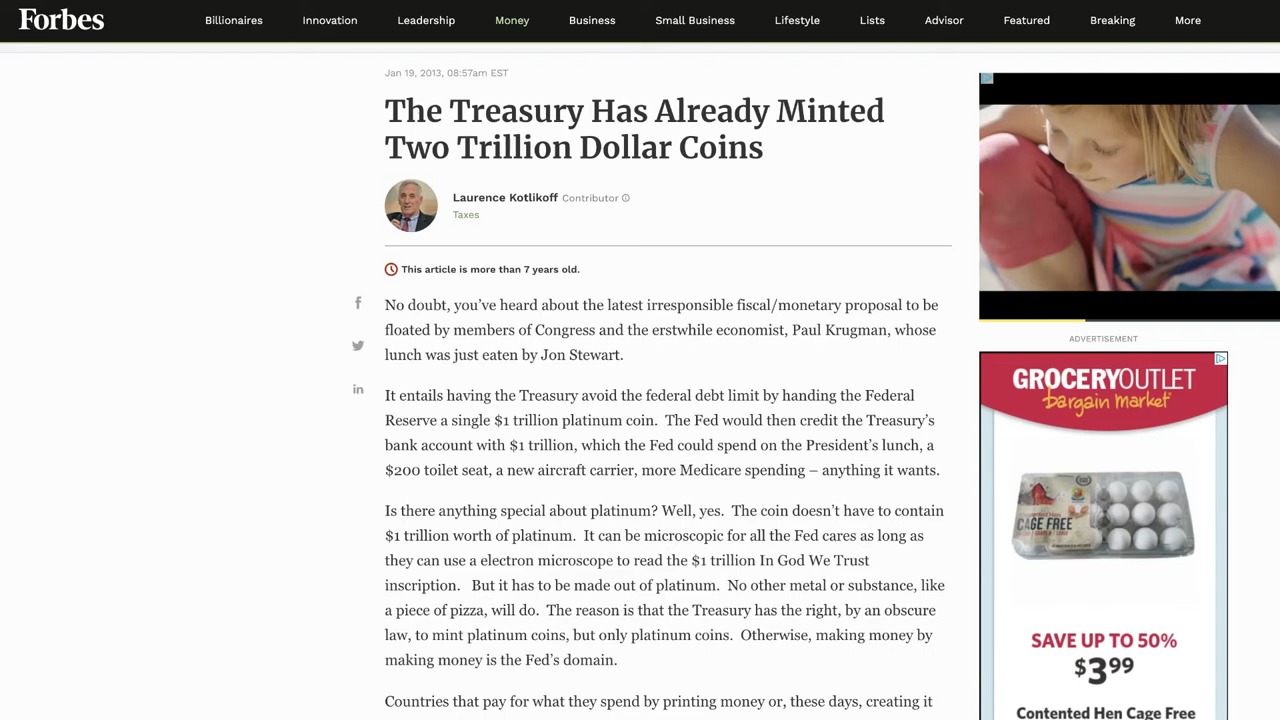 Forbes
Billionaires Innovation Leadership Money Business Small Business Lifestyle Lists Advisor Featured Breaking More
Jan 19, 2013, 08:57am EST
The Treasury Has Already Minted
Two Trillion Dollar Coins
Laurence Kotlikoff Contributor
Taxes
This article is more than 7 years old.
No doubt, you've heard about the latest irresponsible fiscal/monetary proposal to be
floated by members of Congress and the erstwhile economist, Paul Krugman, whose
lunch was just eaten by Jon Stewart.
It entails having the Treasury avoid the federal debt limit by handing the Federal
Reserve a single $1 trillion platinum coin. The Fed would then credit the Treasury's
bank account with $1 trillion, which the Fed could spend on the President's lunch, a
$200 toilet seat, a new aircraft carrier, more Medicare spending – anything it wants.
Is there anything special about platinum? Well, yes. The coin doesn't have to contain
$1 trillion worth of platinum. It can be microscopic for all the Fed cares as long as
they can use a electron microscope to read the $1 trillion In God We Trust
inscription. But it has to be made out of platinum. No other metal or substance, like
a piece of pizza, will do. The reason is that the Treasury has the right, by an obscure
law, to mint platinum coins, but only platinum coins. Otherwise, making money by
making money is the Fed's domain.
Countries that pay for what they spend by printing money or, these days, creating it
ADVERTISEMENT
GROCERY OUTLET
bargain market
CAGE FREE
SAVE UP TO 50%
$3.99
Contented Hen Cage Free